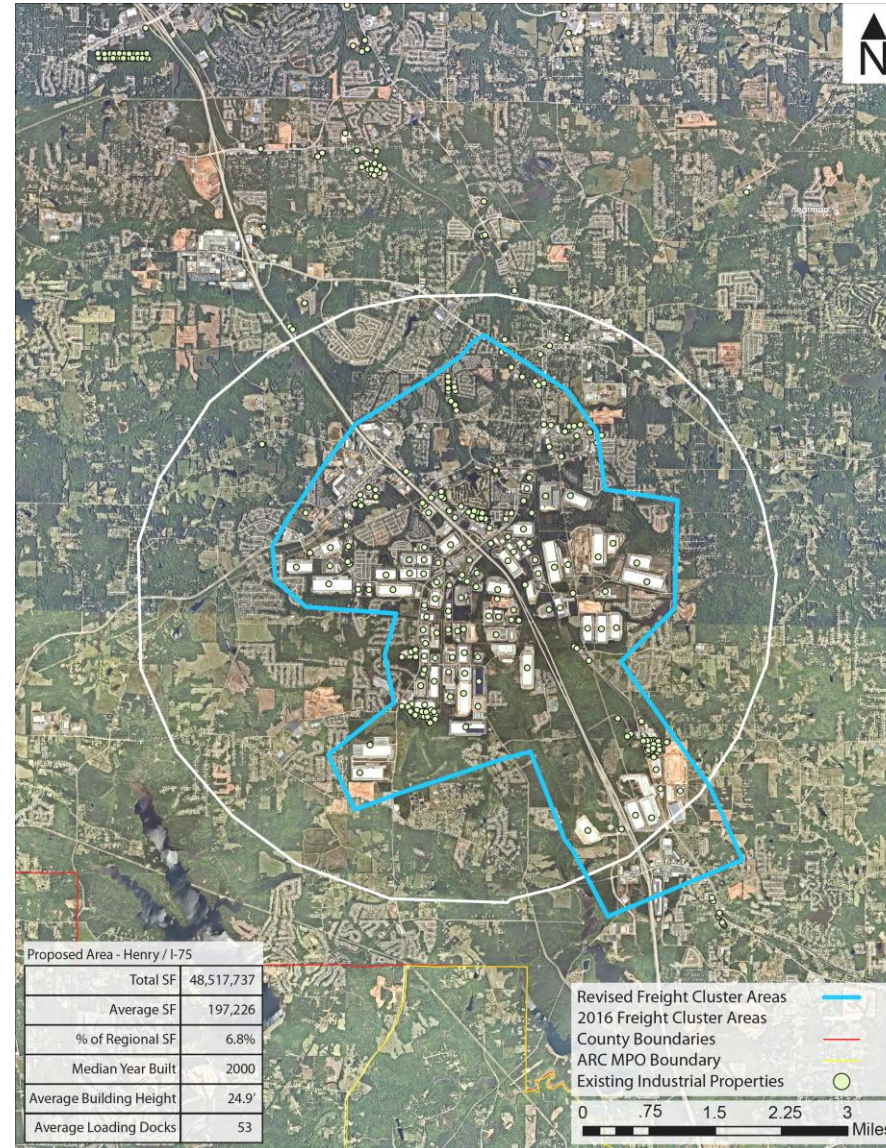 N
nearmap
Proposed Area - Henry / I-75
Total SF 48,517,737
Average SF 197,226
% of Regional SF 6.8%
Median Year Built 2000
Average Building Height 24.9'
Average Loading Docks 53
Revised Freight Cluster Areas
2016 Freight Cluster Areas
County Boundaries
ARC MPO Boundary
Existing Industrial Properties
0 .75 1.5 2.25 3
Miles